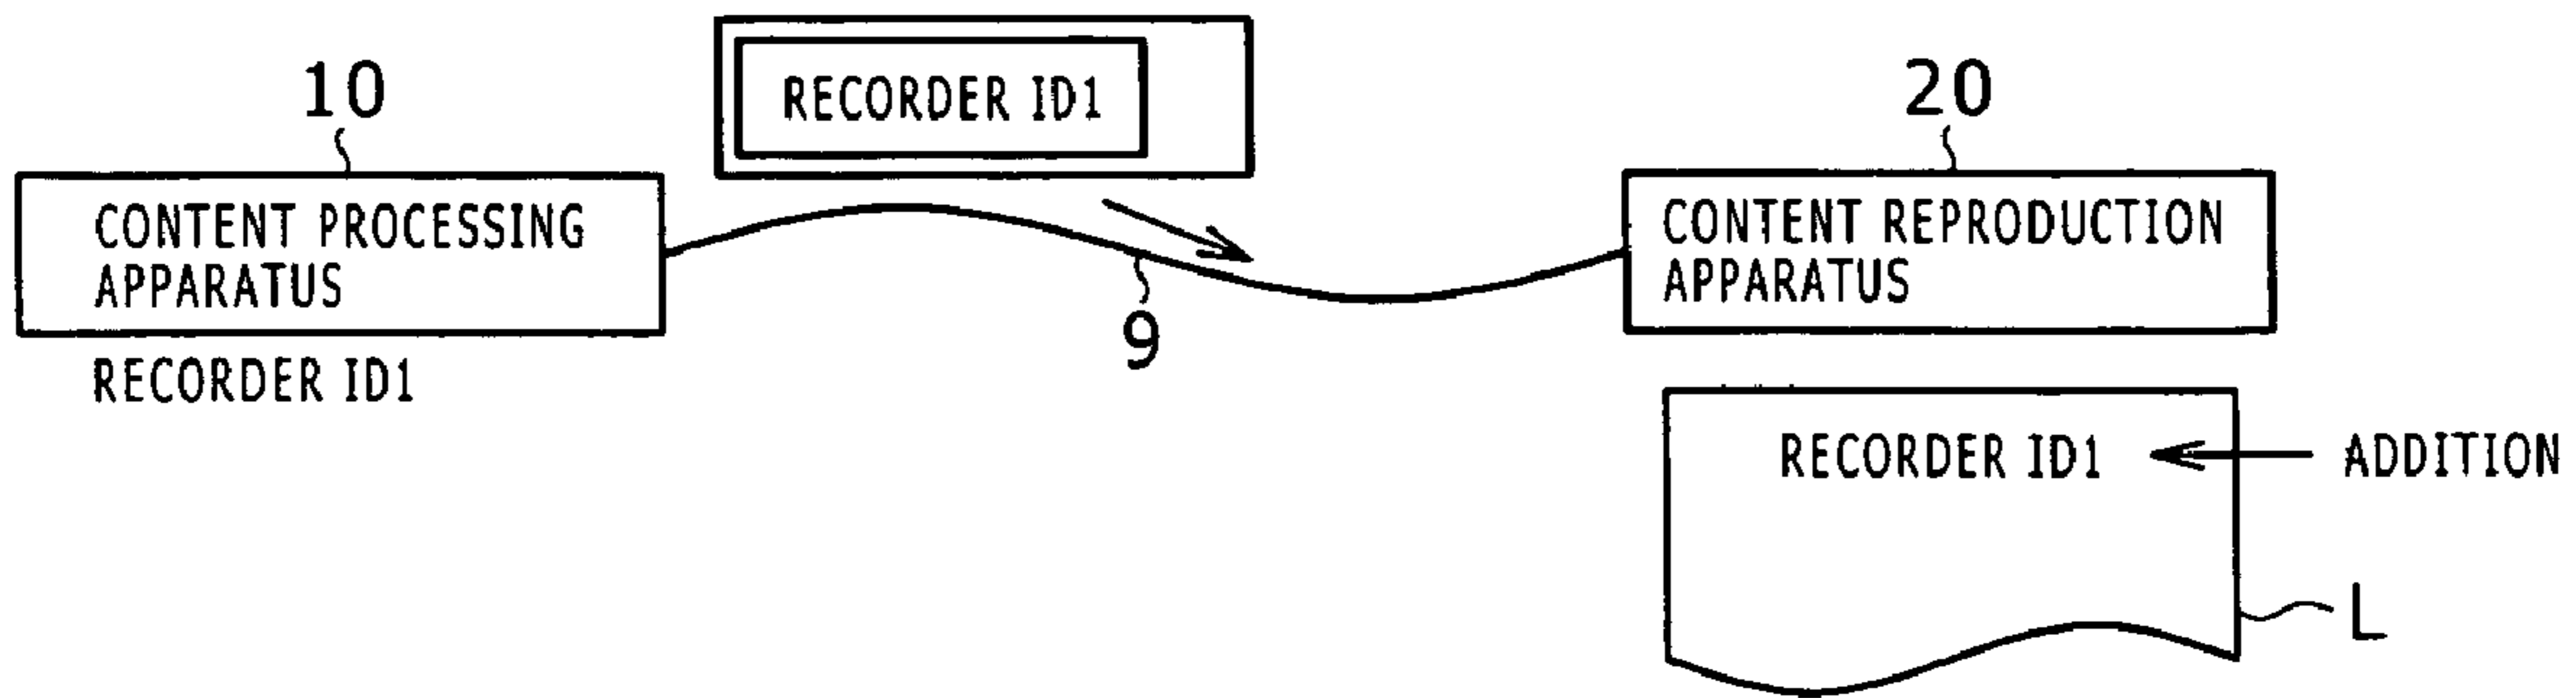 10
RECORDER ID1
20
CONTENT PROCESSING
APPARATUS
CONTENT REPRODUCTION
APPARATUS
9
RECORDER ID1
RECORDER ID1
ADDITION
L